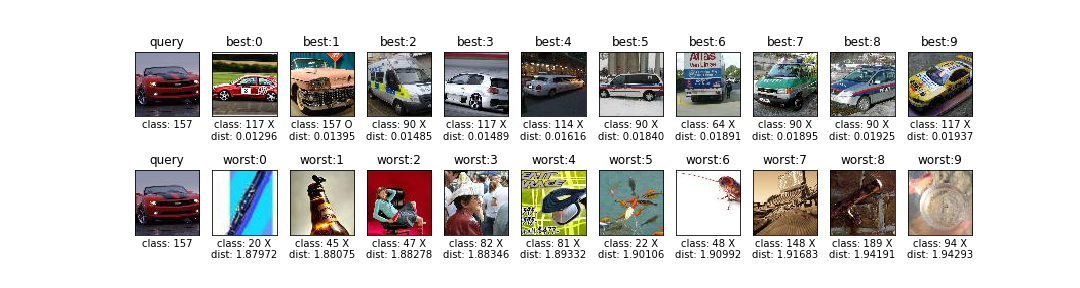 query best:0 best:1 best:2 best:3 best:4 best:5 best:6 best:7 best:8 best:9
class: 157 class: 117 X class: 157 O class: 90 X class: 117 X class: 114 X class: 90 X class: 64 X class: 90 X class: 90 X class: 117 X
dist: 0.01296 dist: 0.01395 dist: 0.01485 dist: 0.01489 dist: 0.01616 dist: 0.01840 dist: 0.01891 dist: 0.01895 dist: 0.01925 dist: 0.01937
query worst:0 worst:1 worst:2 worst:3 worst:4 worst:5 worst:6 worst:7 worst:8 worst:9
class: 157 class: 20 X class: 45 X class: 47 X class: 82 X class: 81 X class: 22 X class: 48 X class: 148 X class: 189 X class: 94 X
dist: 1.87972 dist: 1.88075 dist: 1.88278 dist: 1.88346 dist: 1.89332 dist: 1.90106 dist: 1.90992 dist: 1.91683 dist: 1.94191 dist: 1.94293